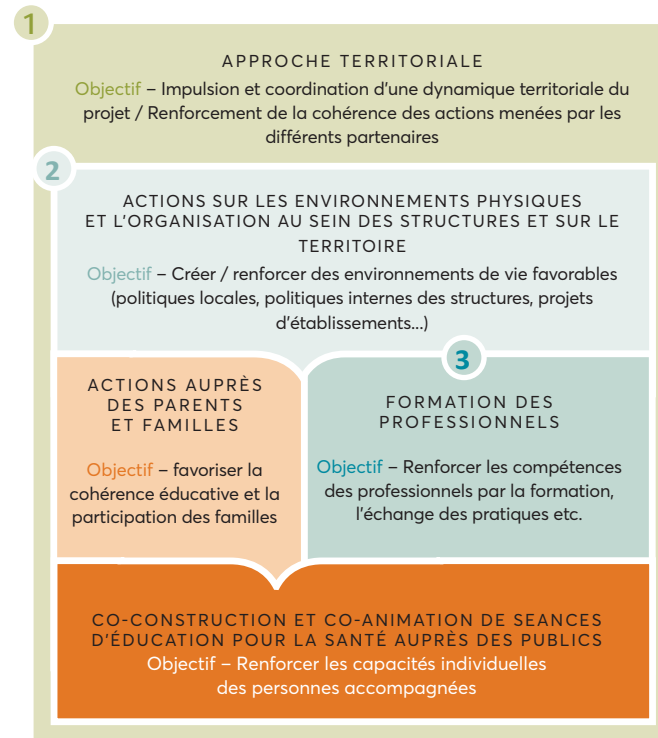 1
APPROCHE TERRITORIALE
Objectif – Impulsion et coordination d'une dynamique territoriale du
projet / Renforcement de la cohérence des actions menées par les
différents partenaires
2
ACTIONS SUR LES ENVIRONNEMENTS PHYSIQUES
ET L'ORGANISATION AU SEIN DES STRUCTURES ET SUR LE
TERRITOIRE
Objectif – Créer / renforcer des environnements de vie favorables
(politiques locales, politiques internes des structures, projets
d'établissements...)
ACTIONS AUPRÈS
DES PARENTS
ET FAMILLES
Objectif – favoriser la
cohérence éducative et la
participation des familles
3
FORMATION DES
PROFESSIONNELS
Objectif – Renforcer les compétences
des professionnels par la formation,
l'échange des pratiques etc.
CO-CONSTRUCTION ET CO-ANIMATION DE SEANCES
D'ÉDUCATION POUR LA SANTÉ AUPRÈS DES PUBLICS
Objectif – Renforcer les capacités individuelles
des personnes accompagnées